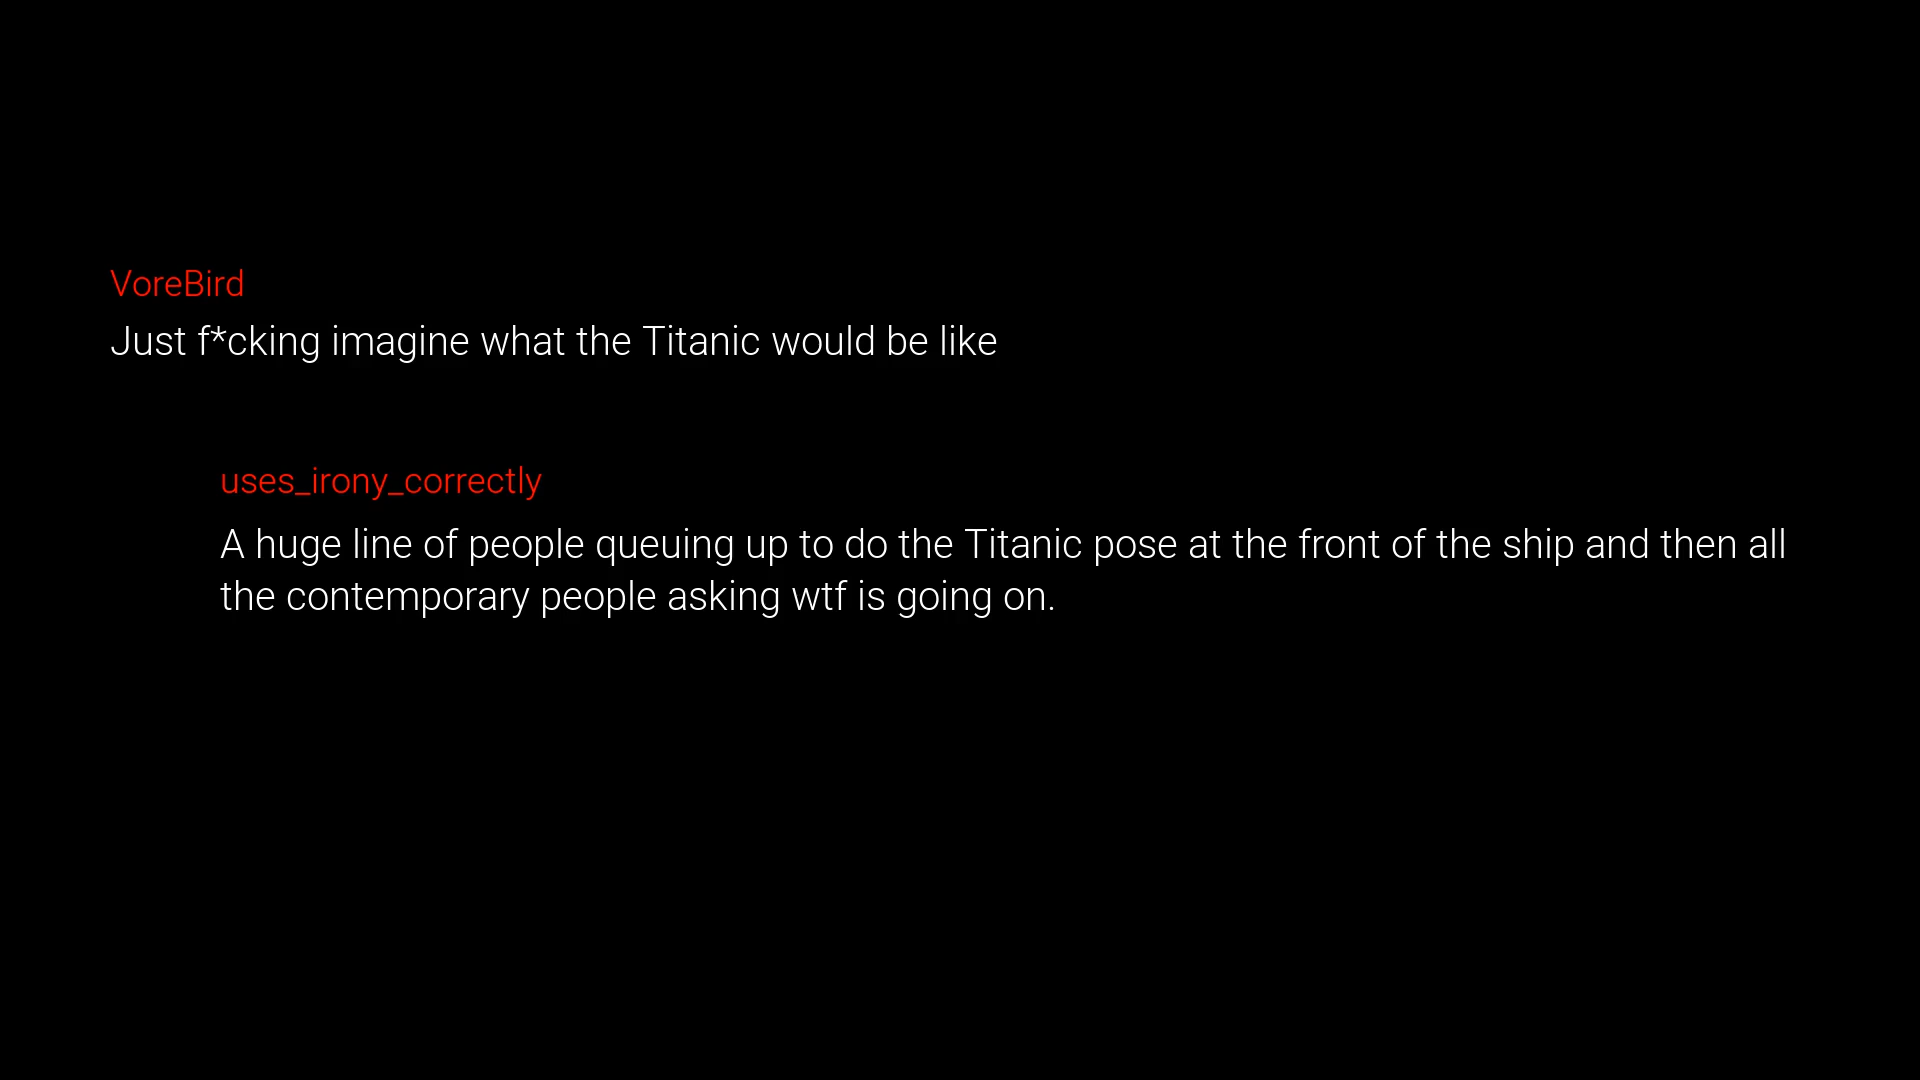 VoreBird
Just f*cking imagine what the Titanic would be like
uses_irony_correctly
A huge line of people queuing up to do the Titanic pose at the front of the ship and then all
the contemporary people asking wtf is going on.